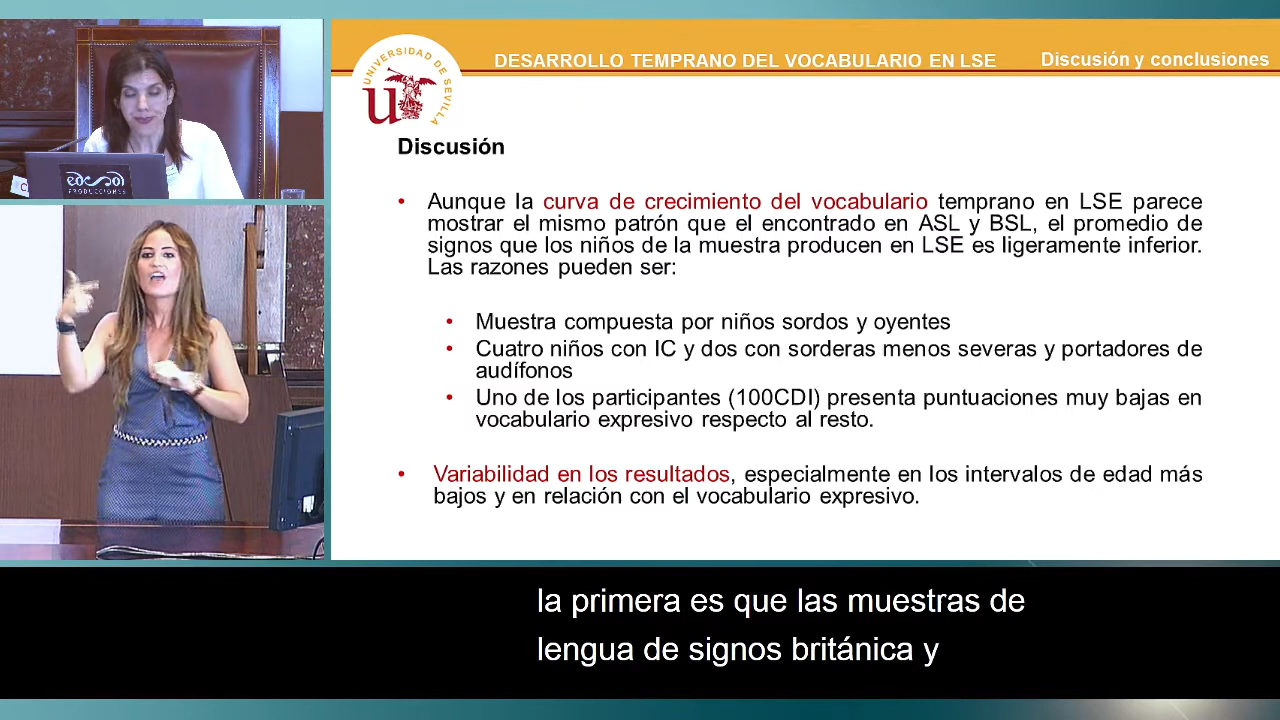 UNIVERSIDAD DE SEVILLA
DESARROLLO TEMPRANO DEL VOCABULARIO EN LSE
Discusión y conclusiones
Discusión
• Aunque la curva de crecimiento del vocabulario temprano en LSE parece
mostrar el mismo patrón que el encontrado en ASL y BSL, el promedio de
signos que los niños de la muestra producen en LSE es ligeramente inferior.
Las razones pueden ser:
• Muestra compuesta por niños sordos y oyentes
• Cuatro niños con IC y dos con sorderas menos severas y portadores de
audífonos
• Uno de los participantes (100CDI) presenta puntuaciones muy bajas en
vocabulario expresivo respecto al resto.
• Variabilidad en los resultados, especialmente en los intervalos de edad más
bajos y en relación con el vocabulario expresivo.
PRODUCCIONES
la primera es que las muestras de
lengua de signos británica y